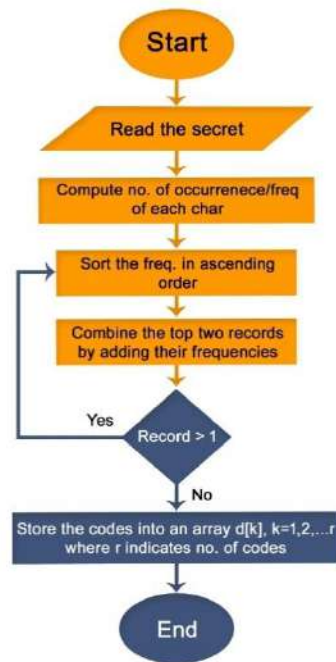 Start
Read the secret
Compute no. of occurrenece/freq
of each char
Sort the freq. in ascending
order
Combine the top two records
by adding their frequencies
Yes
Record > 1
No
Store the codes into an array d[k], k=1,2,...r
where r indicates no. of codes
End